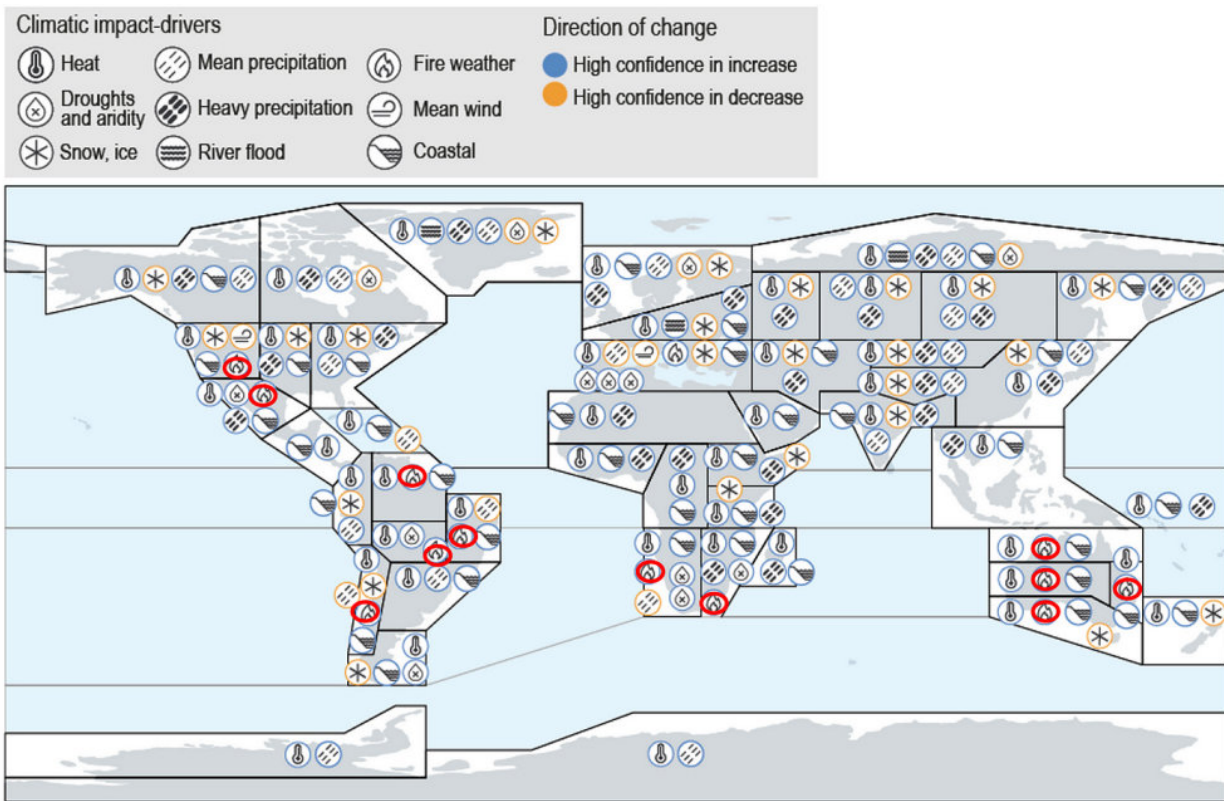 Climatic impact-drivers
Direction of change
Heat
Mean precipitation
Fire weather
High confidence in increase
Droughts
and aridity
Heavy precipitation
Mean wind
High confidence in decrease
Snow, ice
River flood
Coastal